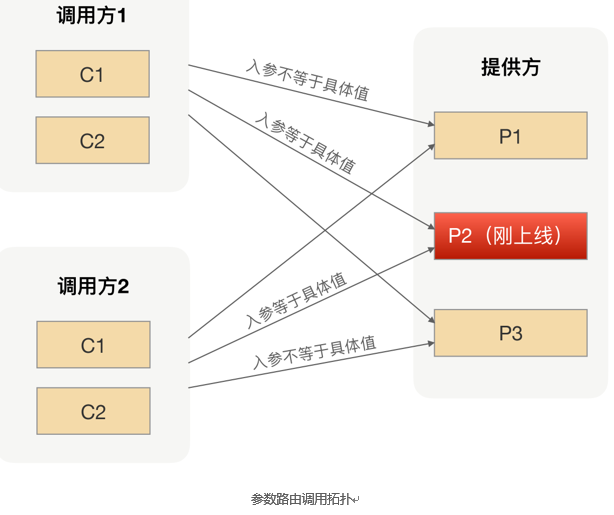 调用方1
C1
C2
入参不等于具体值
入参等于具体值
提供方
P1
P2（刚上线）
P3
调用方2
C1
C2
入参等于具体值
入参不等于具体值
参数路由调用拓扑↵